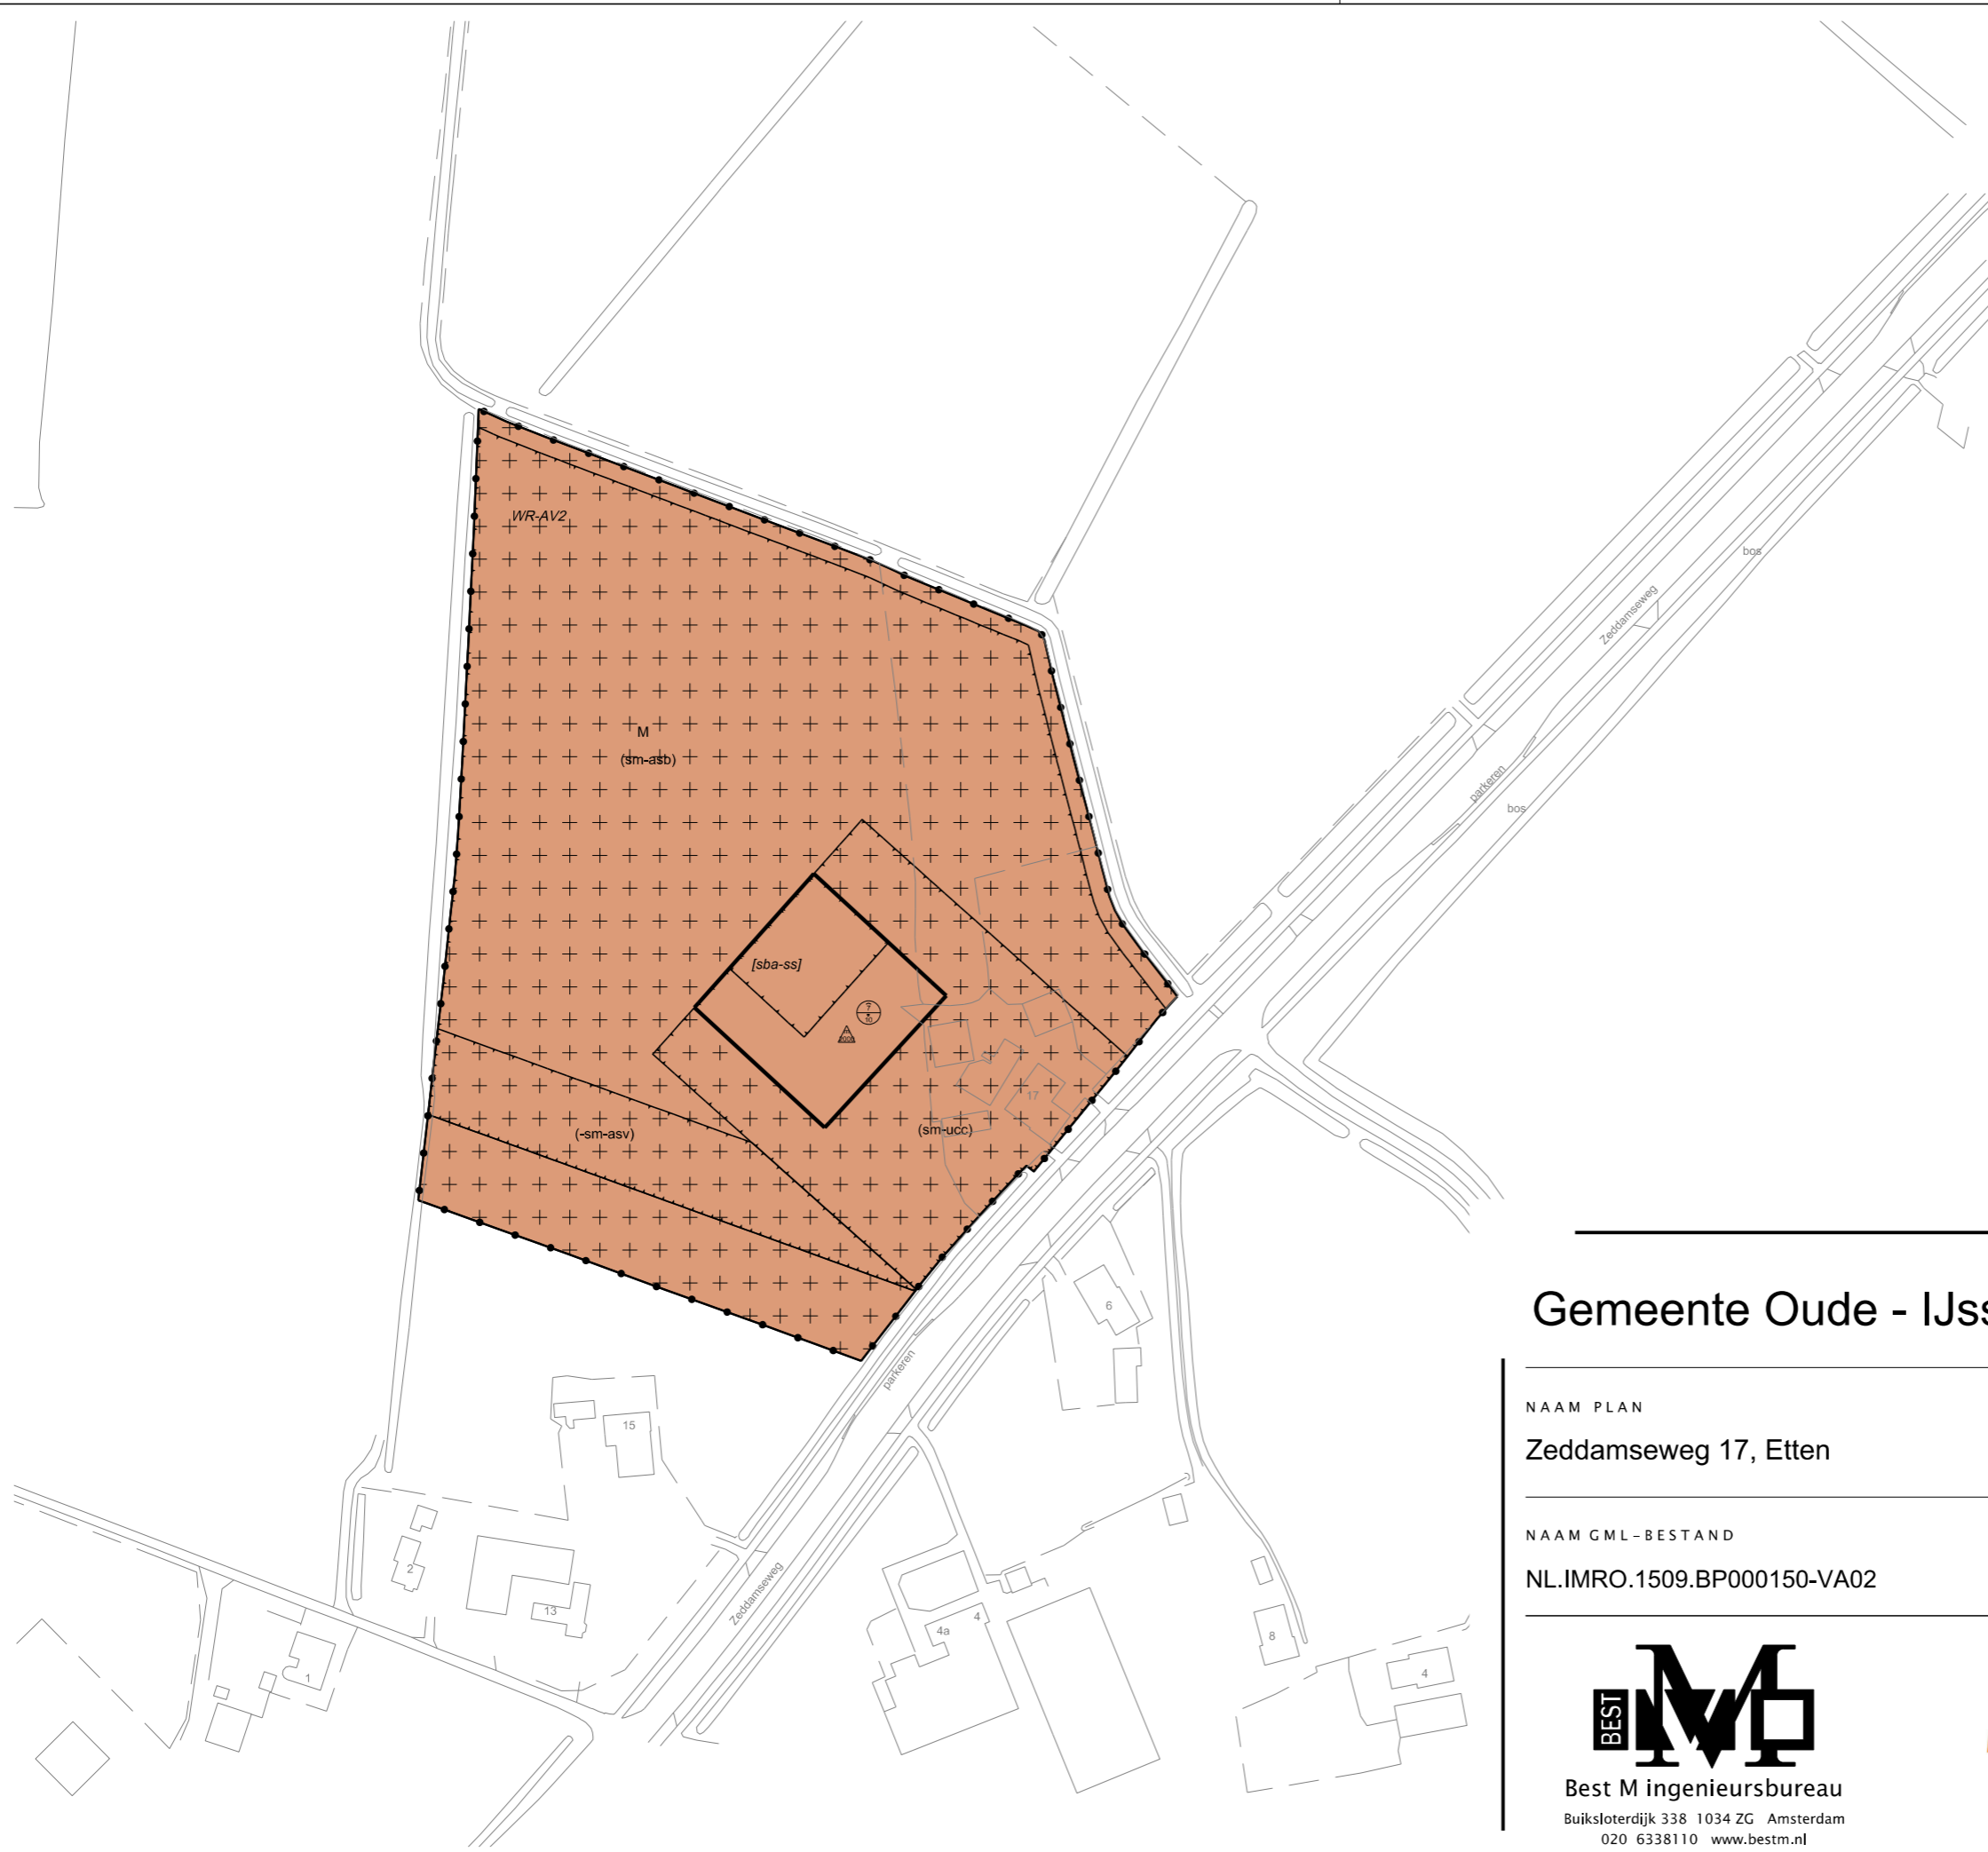 WR-AV2
M
(sm-asb)
[sba-ss]
7
10
17
(-sm-asv)
(sm-ucc)
bos
Zeddamseweg
parkeren
bos
6
parkeren
15
2
13
1
Zeddamseweg
4a
4
8
4
Gemeente Oude - IJss
NAAM PLAN
Zeddamseweg 17, Etten
NAAM GML-BESTAND
NL.IMRO.1509.BP000150-VA02
BEST
M
Best M ingenieursbureau
Buiksloterdijk 338 1034 ZG Amsterdam
020 6338110 www.bestm.nl